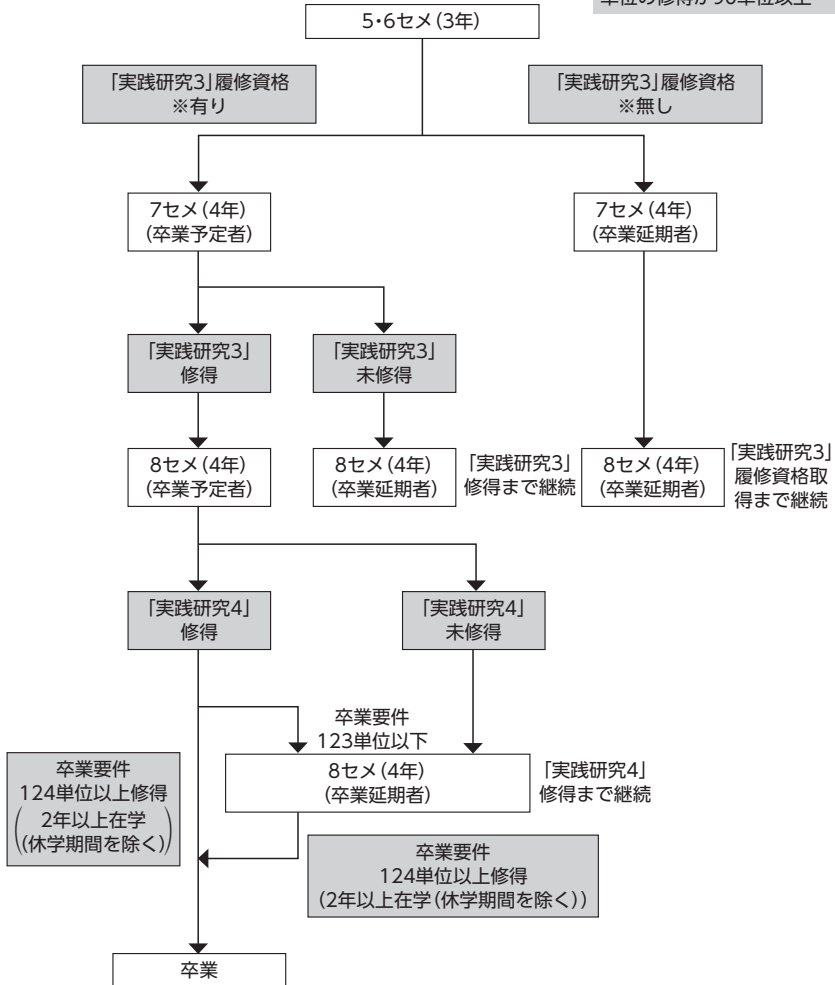 5・6セメ(3年)
「実践研究3」履修資格
※有り
「実践研究3」履修資格
※無し
7セメ(4年)
(卒業予定者)
7セメ(4年)
(卒業延期者)
「実践研究3」
修得
「実践研究3」
未修得
8セメ(4年)
(卒業予定者)
8セメ(4年)
(卒業延期者)
「実践研究3」
修得まで継続
8セメ(4年)
(卒業延期者)
「実践研究3」
履修資格取
得まで継続
「実践研究4」
修得
「実践研究4」
未修得
卒業要件
123単位以下
卒業要件
124単位以上修得
(2年以上在学
(休学期間を除く))
8セメ(4年)
(卒業延期者)
「実践研究4」
修得まで継続
卒業要件
124単位以上修得
(2年以上在学(休学期間を除く))
卒業